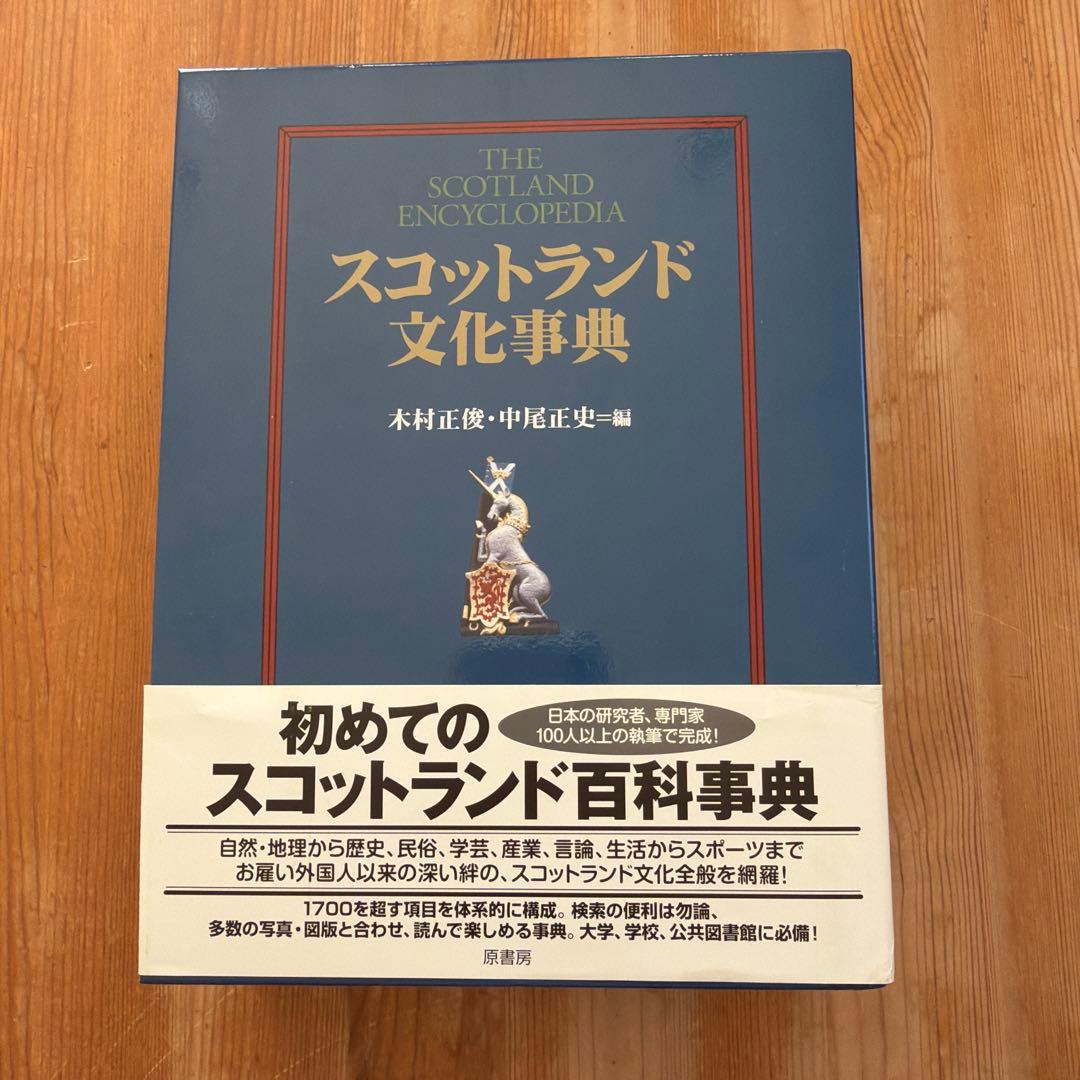 THE
SCOTLAND
ENCYCLOPEDIA
スコットランド
文化事典
木村正俊・中尾正史=編
初めての
日本の研究者、専門家
100人以上の執筆で完成!
スコットランド百科事典
自然・地理から歴史、民俗、学芸、産業、言論、生活からスポーツまで
お雇い外国人以来の深い絆の、スコットランド文化全般を網羅!
1700を超す項目を体系的に構成。検索の便利は勿論、
多数の写真・図版と合わせ、読んで楽しめる事典。大学、学校、公共図書館に必備!
原書房